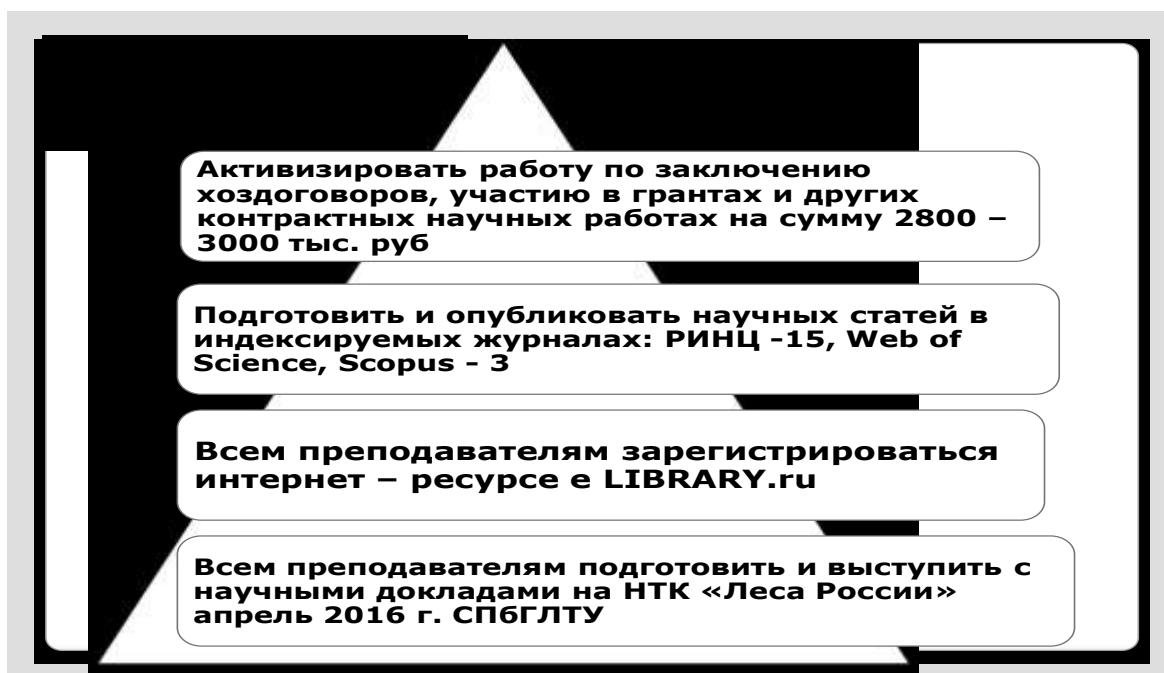 Активизировать работу по заключению
хоздоговоров, участию в грантах и других
контрактных научных работах на сумму 2800 –
3000 тыс. руб
Подготовить и опубликовать научных статей в
индексируемых журналах: РИНЦ -15, Web of
Science, Scopus - 3
Всем преподавателям зарегистрироваться
интернет – ресурсе e LIBRARY.ru
Всем преподавателям подготовить и выступить с
научными докладами на НТК «Леса России»
апрель 2016 г. СПбГЛТУ